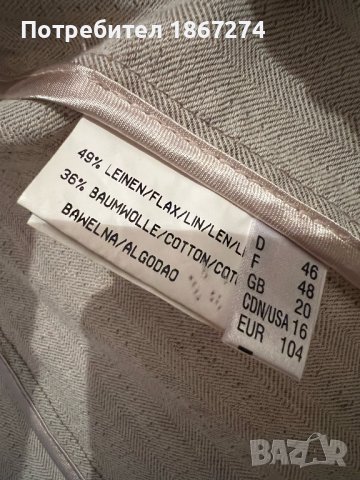 Потребител 1867274
49% LEINEN/FLAX/LIN/LEN/
36% BAUMWOLLE/COTTON/
BAWELNA/ALGODAO
D 46
F 48
GB 20
CDN/USA 16
EUR 104
BAZAR